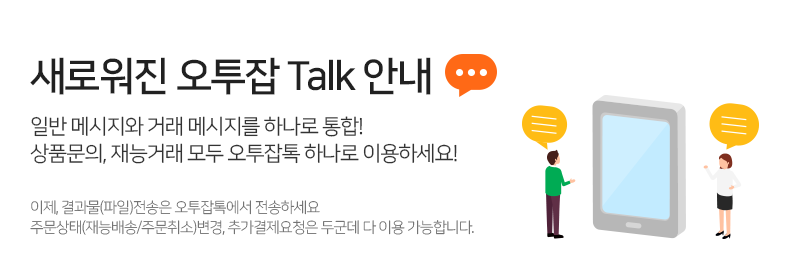 새로워진 오투잡 Talk 안내
일반 메시지와 거래 메시지를 하나로 통합!
상품문의, 재능거래 모두 오투잡톡 하나로 이용하세요!
이제, 결과물(파일)전송은 오투잡톡에서 전송하세요
주문상태(재능배송/주문취소)변경, 추가결제요청은 두군데 다 이용 가능합니다.